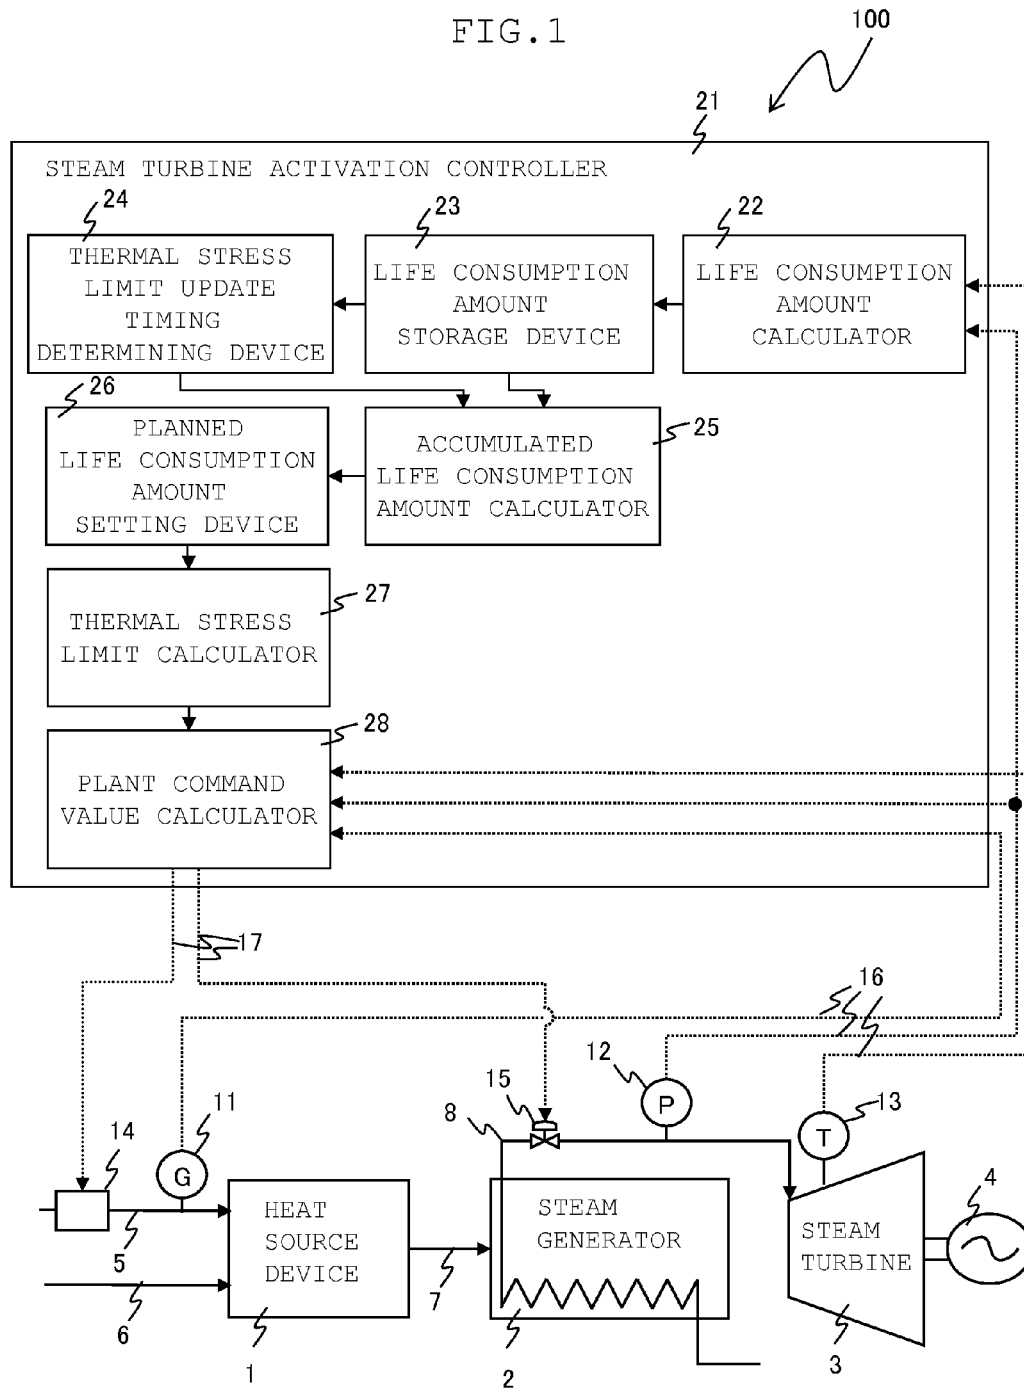 FIG.1
100
21
STEAM TURBINE ACTIVATION CONTROLLER
24
23
22
THERMAL STRESS
LIMIT UPDATE
TIMING
DETERMINING DEVICE
LIFE CONSUMPTION
AMOUNT
STORAGE DEVICE
LIFE CONSUMPTION
AMOUNT
CALCULATOR
26
25
PLANNED
LIFE CONSUMPTION
AMOUNT
SETTING DEVICE
ACCUMULATED
LIFE CONSUMPTION
AMOUNT CALCULATOR
27
THERMAL STRESS
LIMIT CALCULATOR
28
PLANT COMMAND
VALUE CALCULATOR
17
16
12
15
P
13
11
8
T
14
G
4
HEAT
SOURCE
DEVICE
STEAM
GENERATOR
STEAM
TURBINE
5
7
6
1
2
3